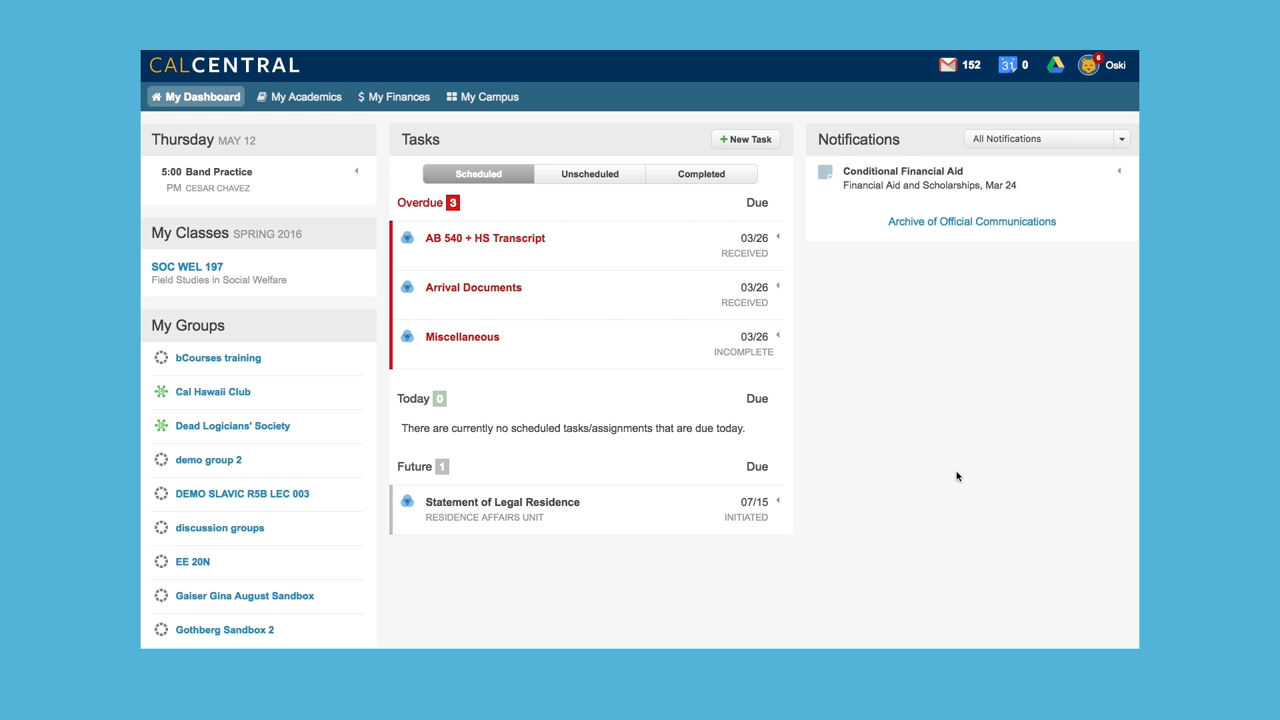 CALCENTRAL
152
31 0
6
Oski
My Dashboard My Academics $ My Finances My Campus
Thursday MAY 12
5:00 Band Practice
PM CESAR CHAVEZ
My Classes SPRING 2016
SOC WEL 197
Field Studies in Social Welfare
My Groups
bCourses training
Cal Hawaii Club
Dead Logicians' Society
demo group 2
DEMO SLAVIC R5B LEC 003
discussion groups
EE 20N
Gaiser Gina August Sandbox
Gothberg Sandbox 2
Tasks + New Task
Scheduled Unscheduled Completed
Overdue 3 Due
AB 540 + HS Transcript 03/26
RECEIVED
Arrival Documents 03/26
RECEIVED
Miscellaneous 03/26
INCOMPLETE
Today 0 Due
There are currently no scheduled tasks/assignments that are due today.
Future 1 Due
Statement of Legal Residence 07/15
RESIDENCE AFFAIRS UNIT INITIATED
Notifications All Notifications
Conditional Financial Aid
Financial Aid and Scholarships, Mar 24
Archive of Official Communications